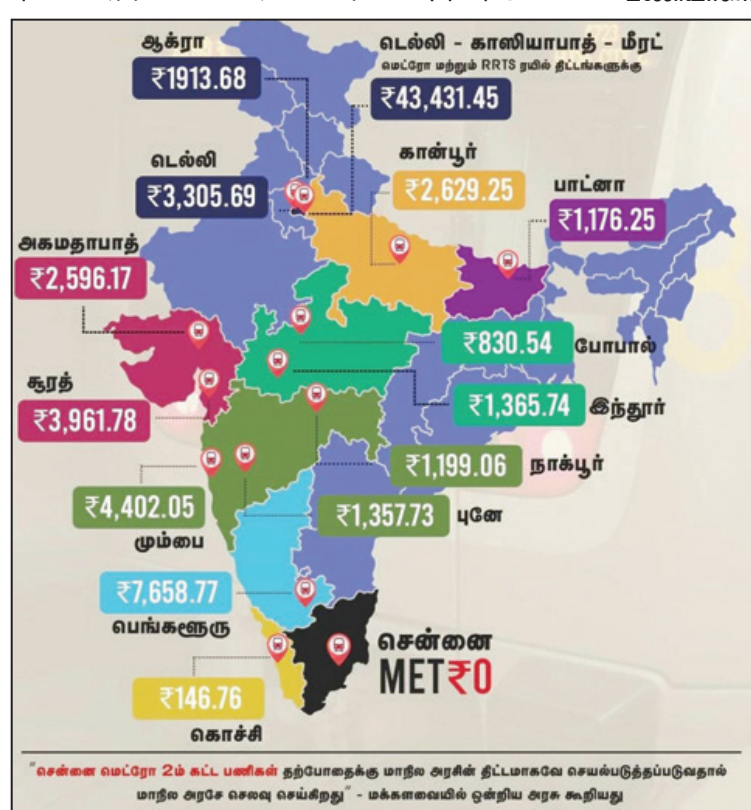 ஆக்ரா
₹1913.68
டெல்லி - காஸியாபாத் - மீரட்
மெட்ரோ மற்றும் RRTS ரயில் திட்டங்களுக்கு
₹43,431.45
டெல்லி
₹3,305.69
கான்பூர்
₹2,629.25
பாட்னா
₹1,176.25
அகமதாபாத்
₹2,596.17
₹830.54 போபால்
சூரத்
₹3,961.78
₹1,365.74 இந்தூர்
₹1,199.06 நாக்பூர்
₹4,402.05
மும்பை
₹1,357.73 புனே
₹7,658.77
பெங்களூரு
சென்னை
MET₹0
₹146.76
கொச்சி
"சென்னை மெட்ரோ 2ம் கட்ட பணிகள் தற்போதைக்கு மாநில அரசின் திட்டமாகவே செயல்படுத்தப்படுவதால்
மாநில அரசே செலவு செய்கிறது" - மக்களவையில் ஒன்றிய அரசு கூறியது